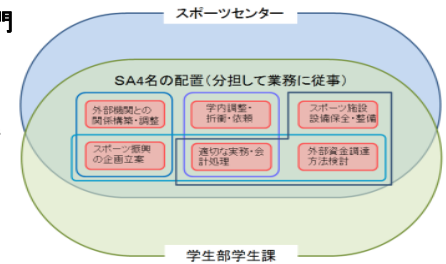 門
スポーツセンター
SA4名の配置(分担して業務に従事)
外部機関との
関係構築・調整
学内調整・
折衝・依頼
スポーツ施設
設備保全・整備
スポーツ振興
の企画立案
適切な実務・会
計処理
外部資金調達
方法検討
学生部学生課